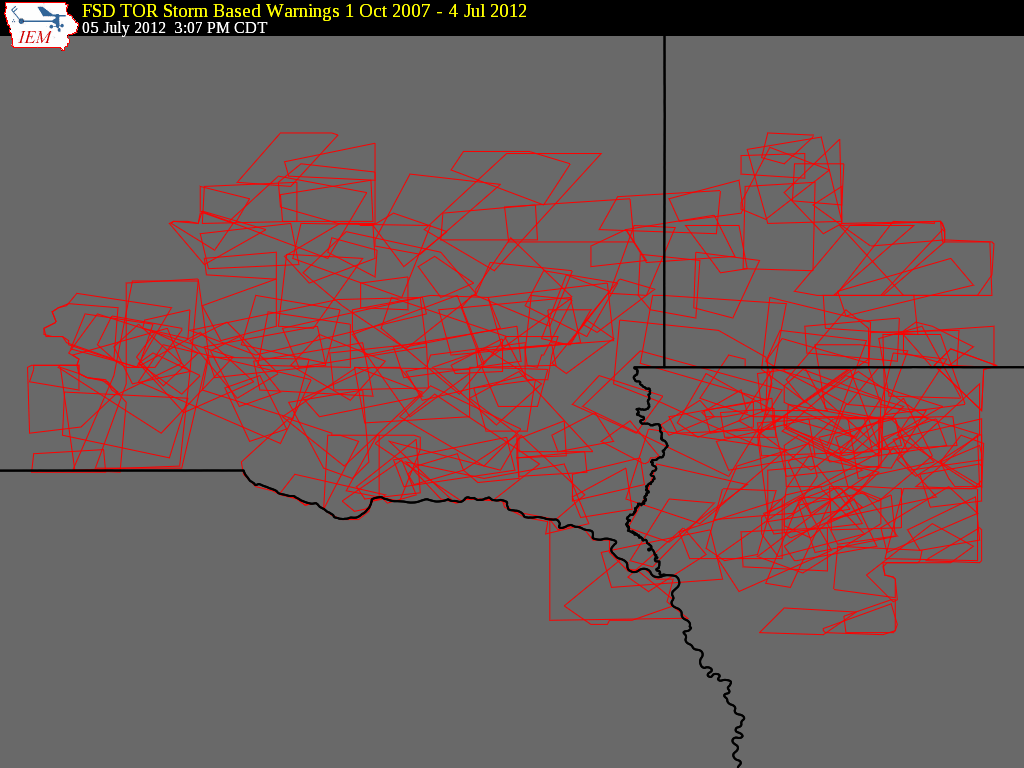 FSD TOR Storm Based Warnings 1 Oct 2007 - 4 Jul 2012
05 July 2012 3:07 PM CDT
IEM